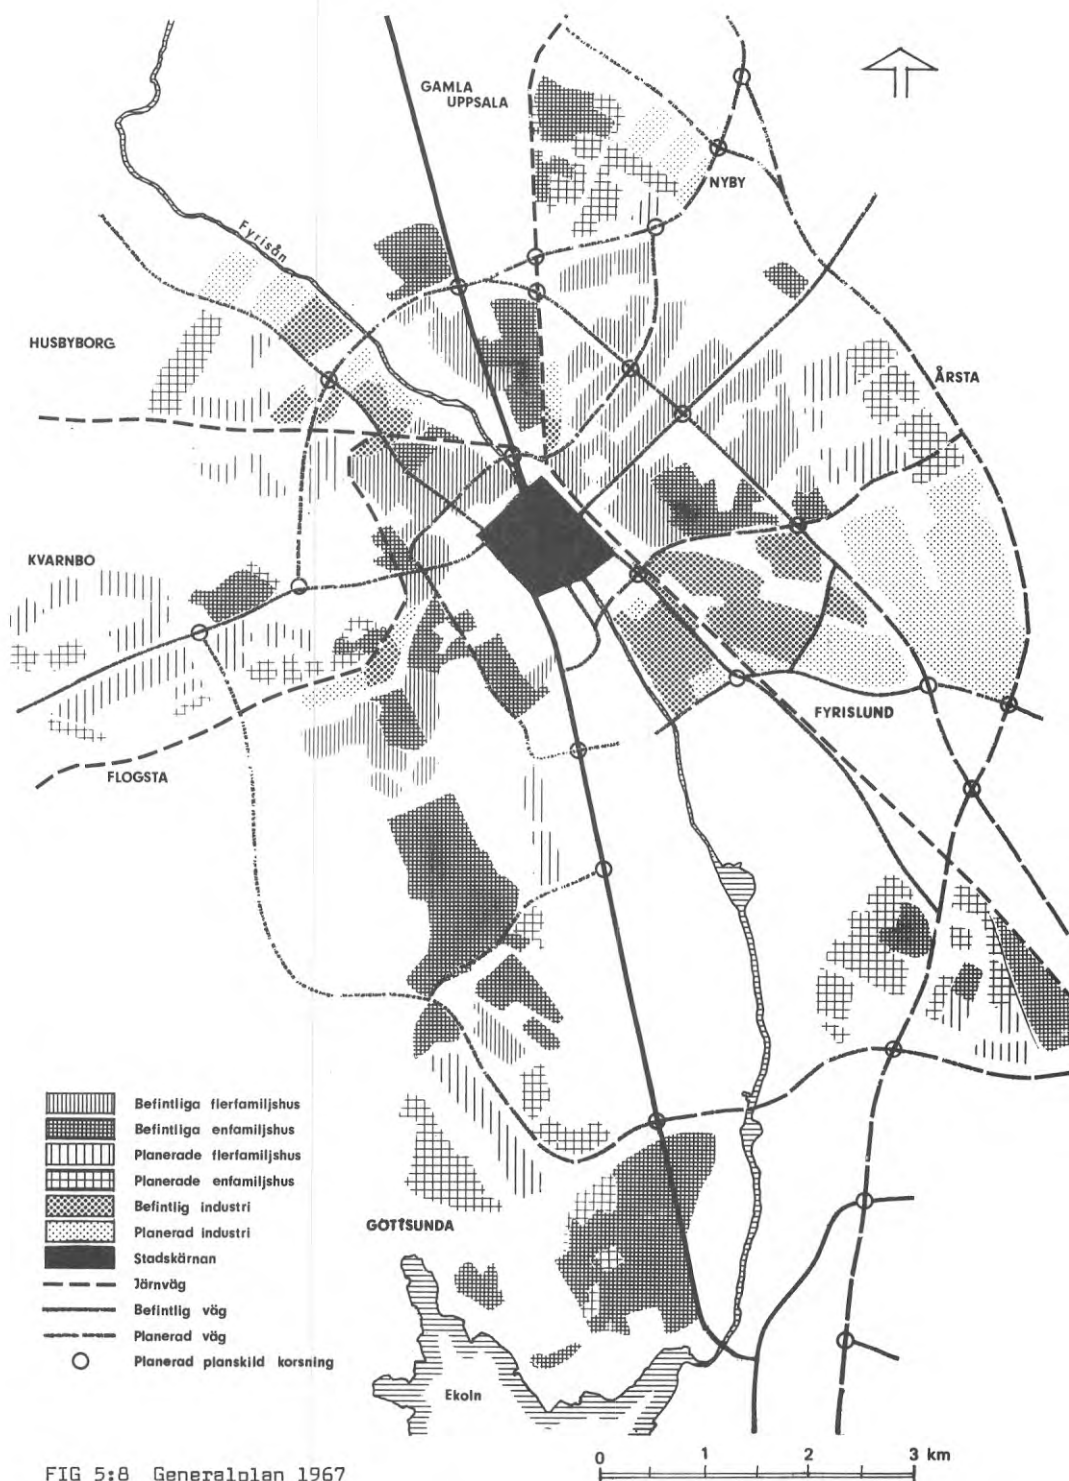 GAMLA
UPPSALA
NYBY
Fyrisån
HUSBYBORG
ÅRSTA
KVARNBO
FYRISLUND
FLOGSTA
Befintliga flerfamiljshus
Befintliga enfamiljshus
Planerade flerfamiljshus
Planerade enfamiljshus
Befintlig industri
Planerad industri
Stadskärnan
Järnväg
Befintlig väg
Planerad väg
Planerad planskild korsning
GOTTSUNDA
Ekoln
FIG 5:8 Generalplan 1967
0 1 2 3 km